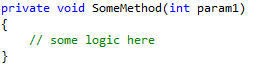 private void SomeMethod(int param1)
{
    // some logic here
}